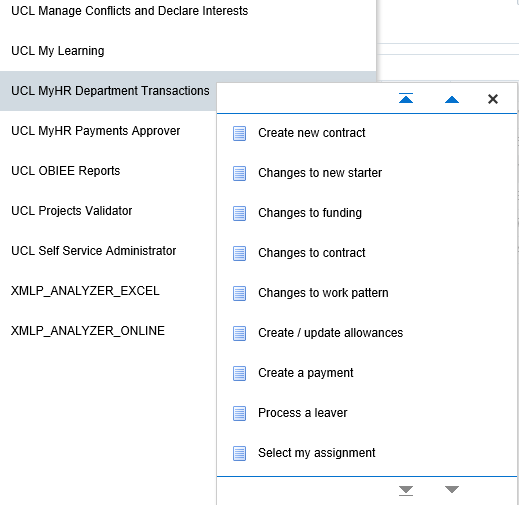 UCL Manage Conflicts and Declare Interests
UCL My Learning
UCL MyHR Department Transactions
UCL MyHR Payments Approver
UCL OBIEE Reports
UCL Projects Validator
UCL Self Service Administrator
XMLP_ANALYZER_EXCEL
XMLP_ANALYZER_ONLINE
Create new contract
Changes to new starter
Changes to funding
Changes to contract
Changes to work pattern
Create / update allowances
Create a payment
Process a leaver
Select my assignment